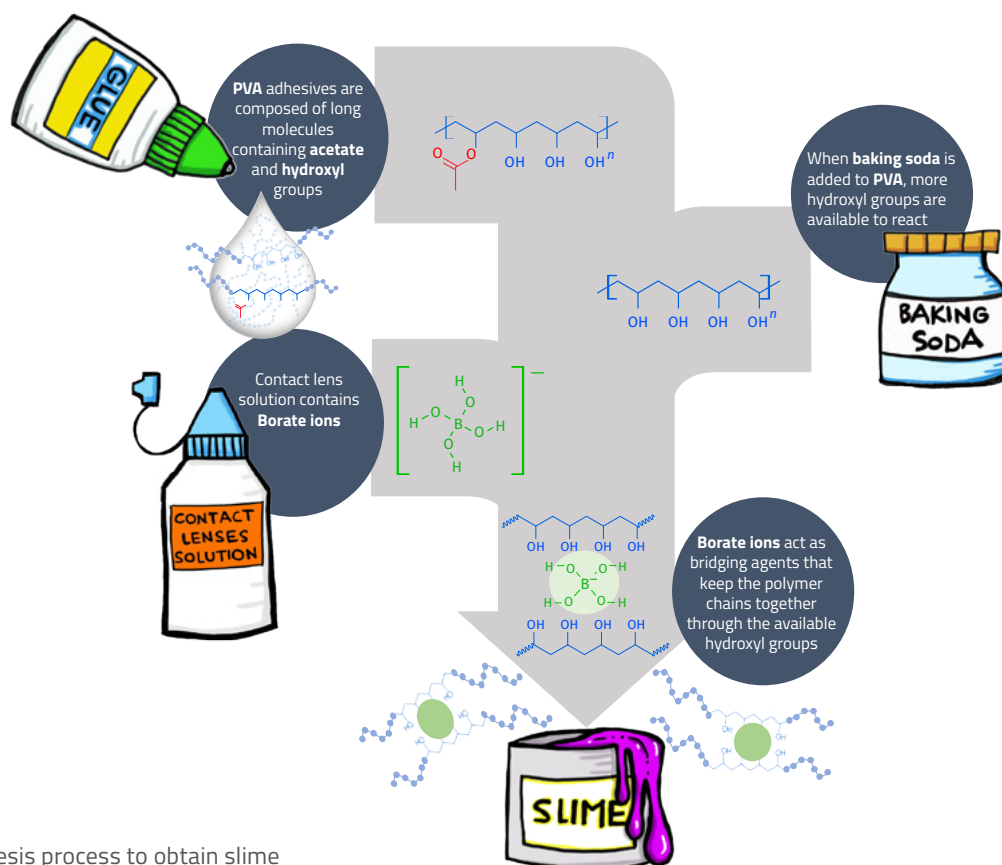 GLUE
PVA adhesives are
composed of long
molecules
containing acetate
and hydroxyl
groups
O
O
OH
OH
OH
n
When baking soda is
added to PVA, more
hydroxyl groups are
available to react
OH
OH
OH
OH
n
BAKING
SODA
Contact lens
solution contains
Borate ions
H
O
H
O
B
O
H
O
H
–
CONTACT
LENSES
SOLUTION
OH OH OH OH
H–O O–H
B–
H–O O–H
OH OH OH OH
Borate ions act as
bridging agents that
keep the polymer
chains together
through the available
hydroxyl groups
SLIME
esis process to obtain slime